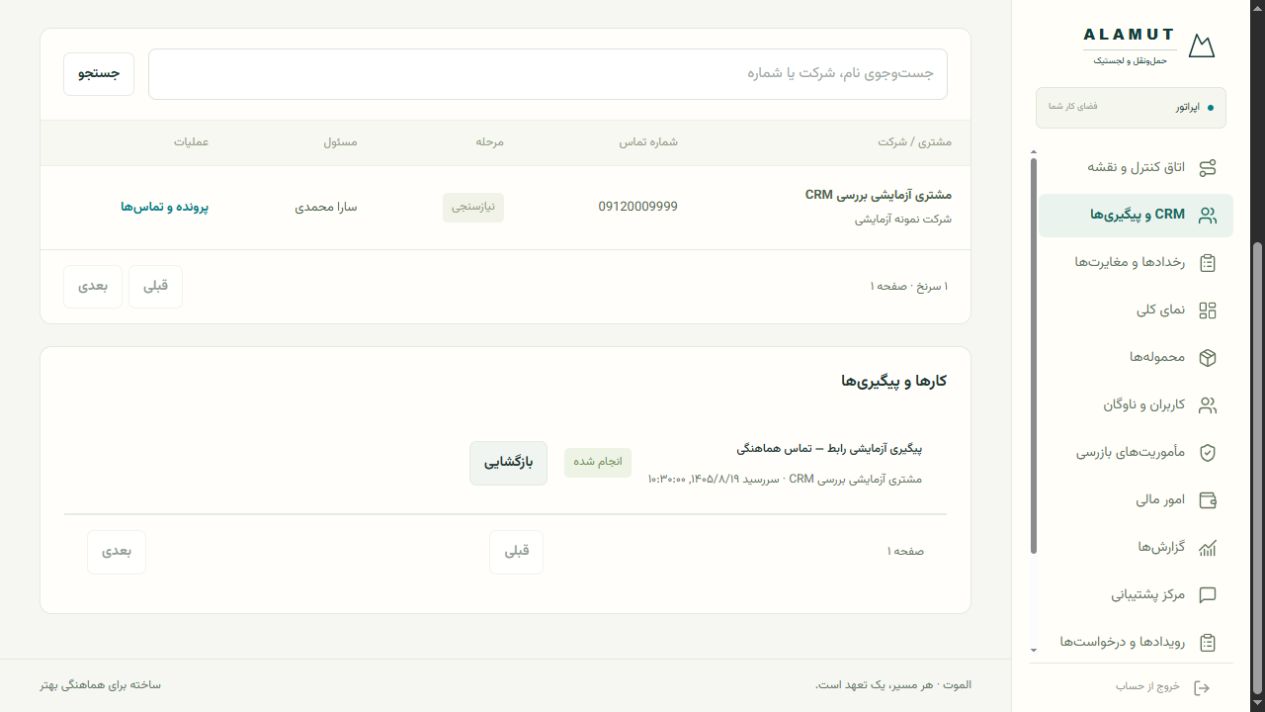 ALAMUT
حمل‌ونقل و لجستیک
اپراتور
فضای کار شما
اتاق کنترل و نقشه
CRM و پیگیری‌ها
رخدادها و مغایرت‌ها
نمای کلی
محموله‌ها
کاربران و ناوگان
مأموریت‌های بازرسی
امور مالی
گزارش‌ها
مرکز پشتیبانی
رویدادها و درخواست‌ها
خروج از حساب
جست‌وجوی نام، شرکت یا شماره
جستجو
مشتری / شرکت شماره تماس مرحله مسئول عملیات
مشتری آزمایشی بررسی CRM
شرکت نمونه آزمایشی
09120009999
نیازسنجی
سارا محمدی
پرونده و تماس‌ها
۱ سرنخ · صفحه ۱
قبلی
بعدی
کارها و پیگیری‌ها
پیگیری آزمایشی رابط — تماس هماهنگی
مشتری آزمایشی بررسی CRM · سررسید ۱۴۰۵/۸/۱۹, ۱۰:۳۰:۰۰
انجام شده
بازگشایی
صفحه ۱
قبلی
بعدی
الموت · هر مسیر، یک تعهد است.
ساخته برای هماهنگی بهتر